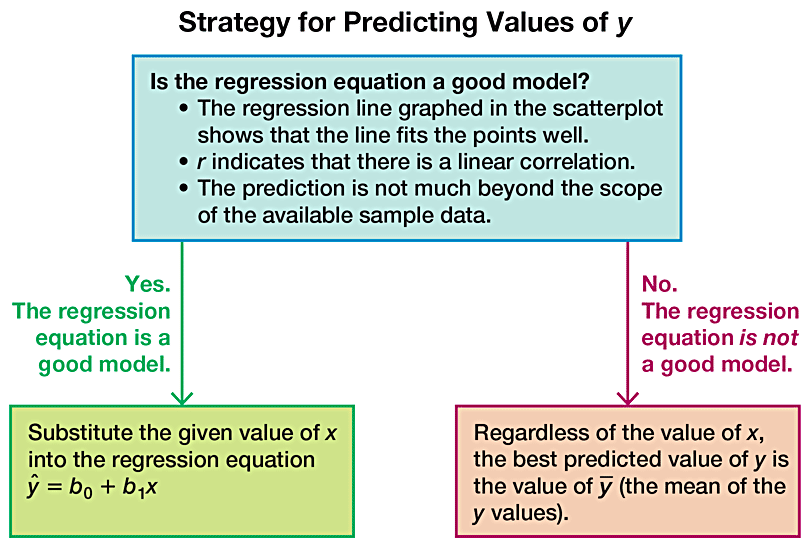 Strategy for Predicting Values of y
Is the regression equation a good model?
• The regression line graphed in the scatterplot
shows that the line fits the points well.
• r indicates that there is a linear correlation.
• The prediction is not much beyond the scope
of the available sample data.
Yes.
The regression
equation is a
good model.
No.
The regression
equation is not
a good model.
Substitute the given value of x
into the regression equation
ŷ = b₀ + b₁x
Regardless of the value of x,
the best predicted value of y is
the value of y̅ (the mean of the
y values).